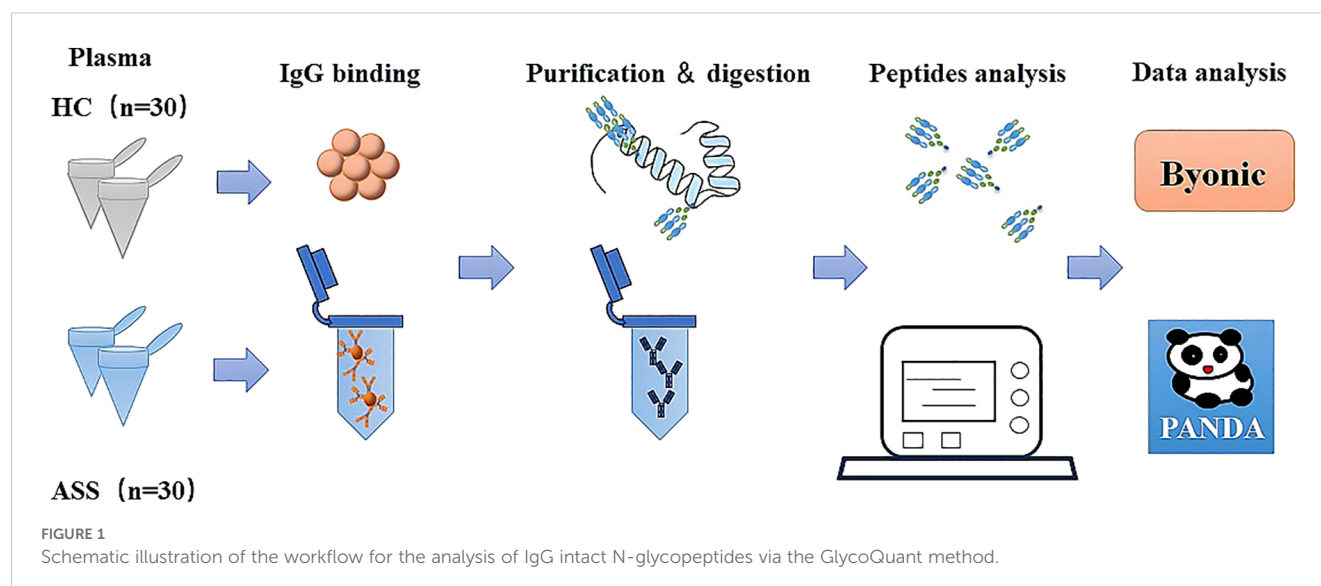 Plasma
HC (n=30)
IgG binding
Purification & digestion
Peptides analysis
Data analysis
Byonic
PANDA
ASS (n=30)
FIGURE 1
Schematic illustration of the workflow for the analysis of IgG intact N-glycopeptides via the GlycoQuant method.